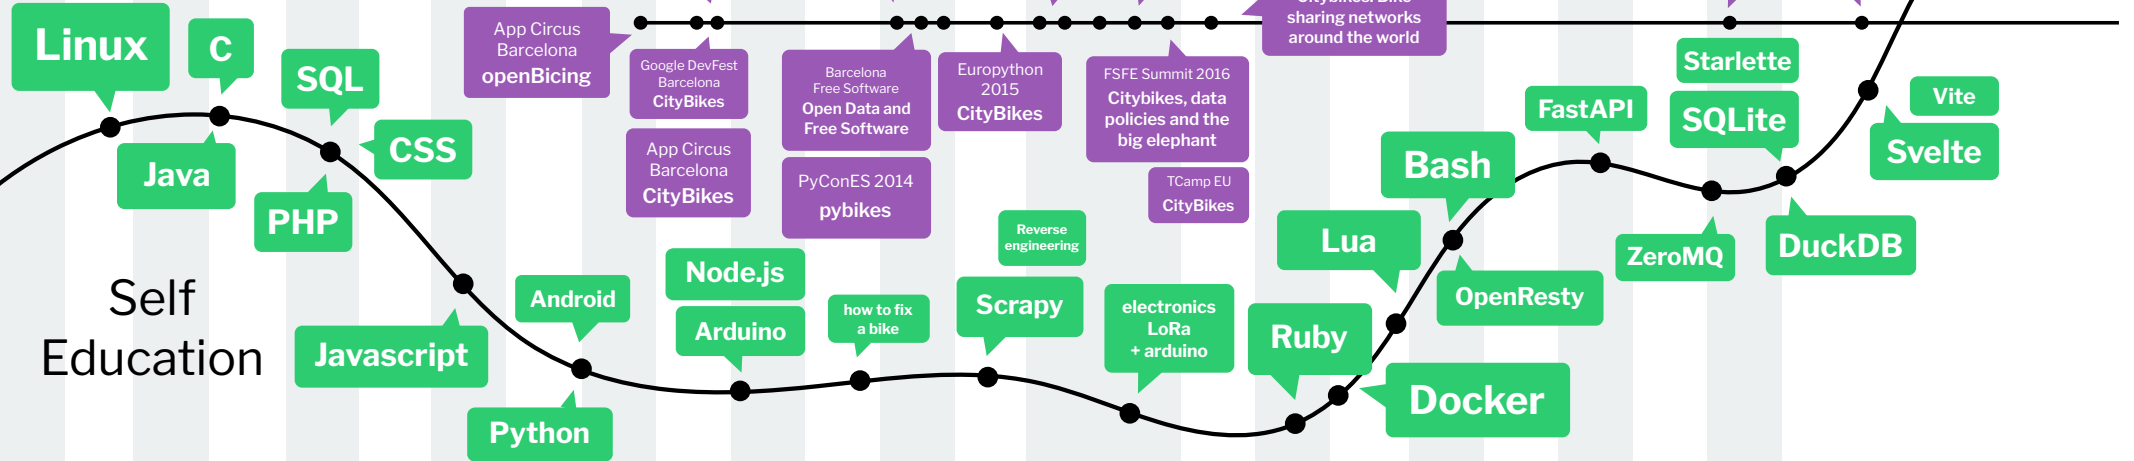 Linux
C
SQL
CSS
Java
PHP
Self
Education
Javascript
Android
Python
App Circus
Barcelona
openBicing
Google DevFest
Barcelona
CityBikes
App Circus
Barcelona
CityBikes
Barcelona
Free Software
Open Data and
Free Software
PyConES 2014
pybikes
Europython
2015
CityBikes
FSFE Summit 2016
Citybikes, data
policies and the
big elephant
TCamp EU
CityBikes
Citybikes: Bike
sharing networks
around the world
Node.js
Arduino
how to fix
a bike
Reverse
engineering
Scrapy
electronics
LoRa
+ arduino
Ruby
Docker
Lua
Bash
OpenResty
FastAPI
ZeroMQ
Starlette
SQLite
DuckDB
Vite
Svelte